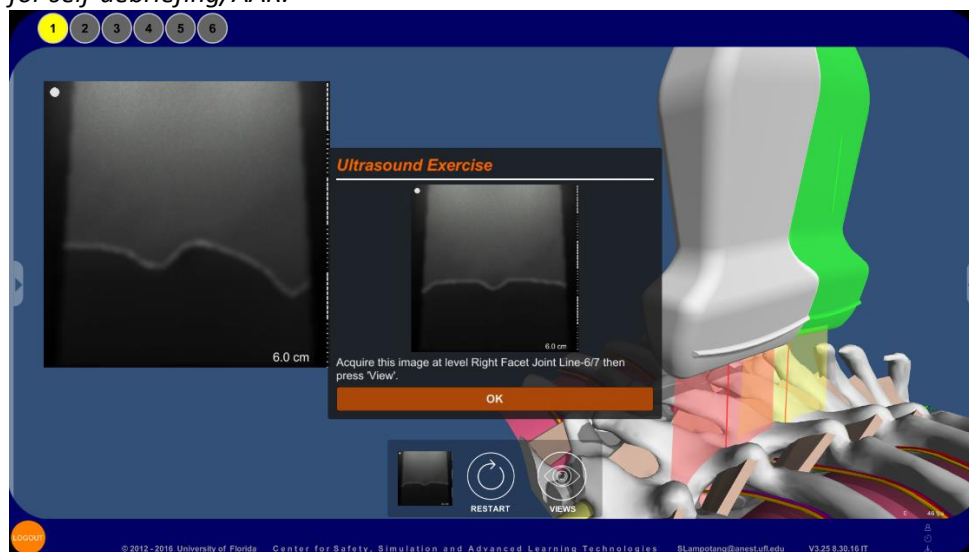 for self-debriefing/AAR.
1 2 3 4 5 6
Ultrasound Exercise
6.0 cm
6.0 cm
Acquire this image at level Right Facet Joint Line-6/7 then
press 'View'.
OK
RESTART
VIEWS
LOGOUT
© 2012 - 2016 University of Florida Center for Safety, Simulation and Advanced Learning Technologies SLampotang@anest.ufl.edu V3.25 8.30.16 IT